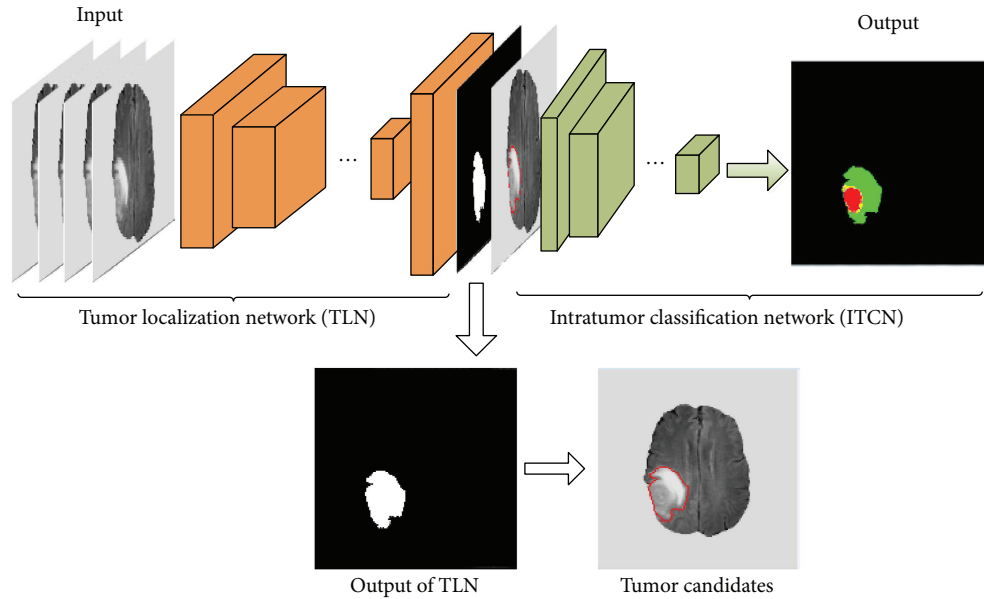 Input
Output
...
...
Tumor localization network (TLN)
Intratumor classification network (ITCN)
Output of TLN
Tumor candidates